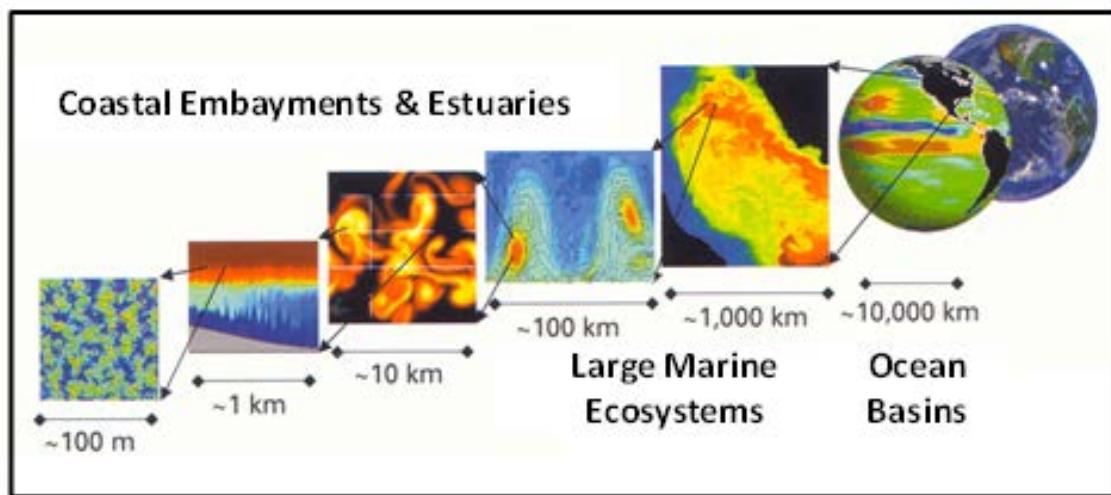 Coastal Embayments & Estuaries
~100 m
~1 km
~10 km
~100 km
~1,000 km
~10,000 km
Large Marine
Ecosystems
Ocean
Basins